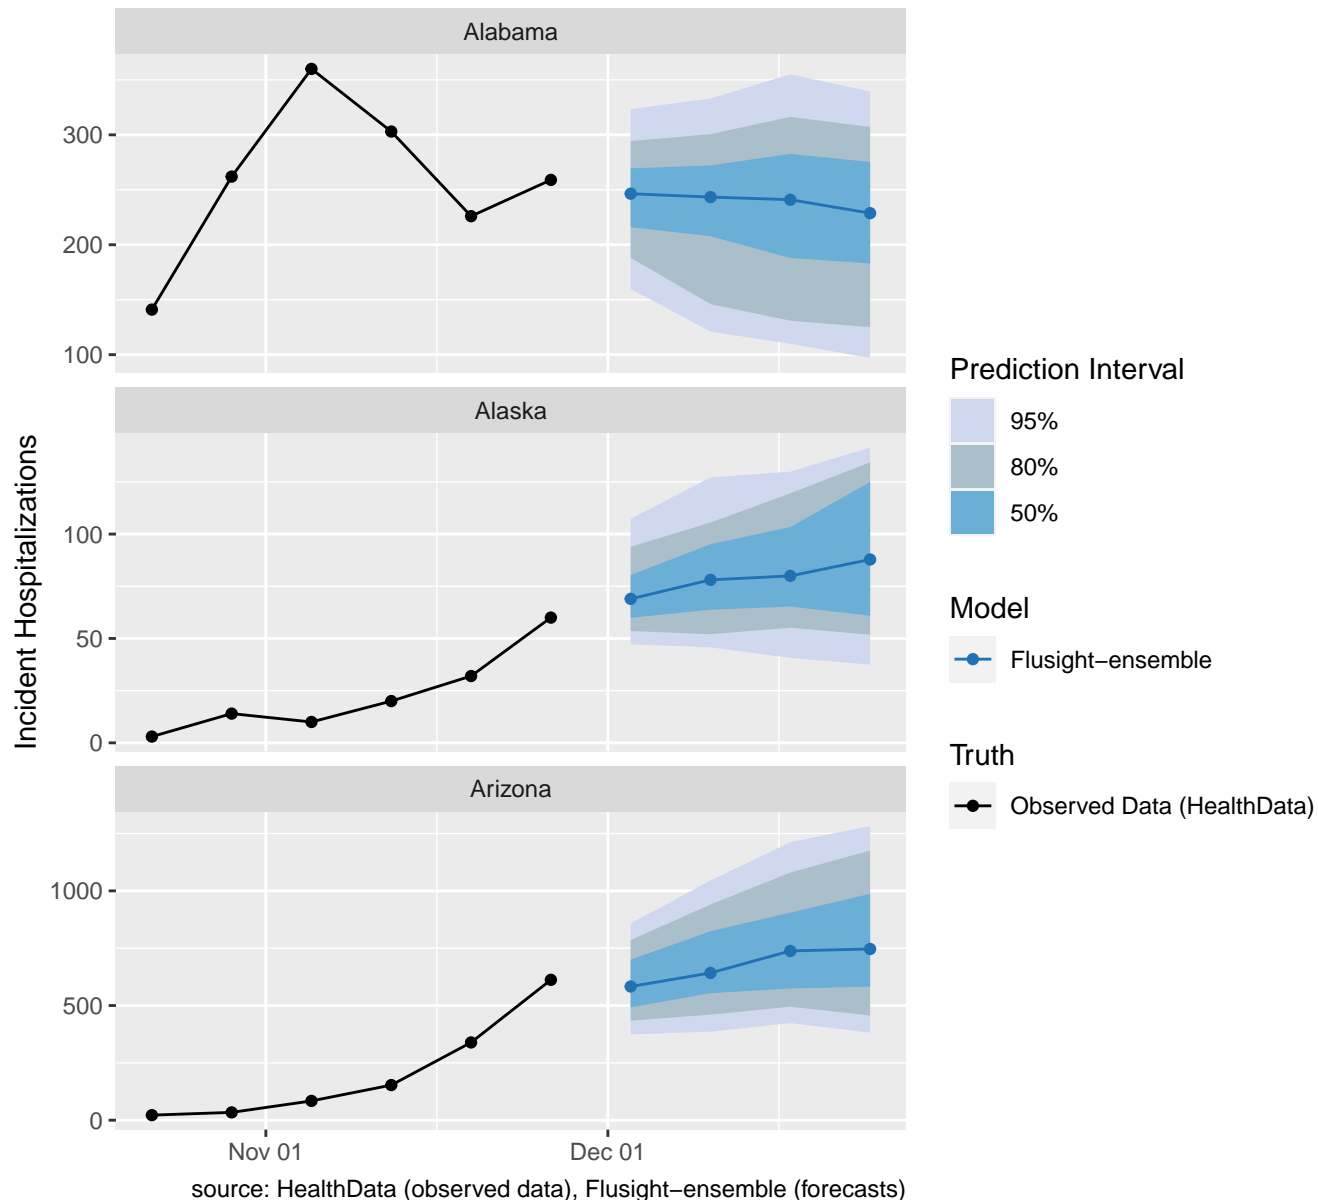 Alabama
300
200
100
Alaska
100
50
0
Arizona
1000
500
0
Nov 01
Dec 01
Incident Hospitalizations
source: HealthData (observed data), Flusight−ensemble (forecasts)
Prediction Interval
95%
80%
50%
Model
Flusight−ensemble
Truth
Observed Data (HealthData)